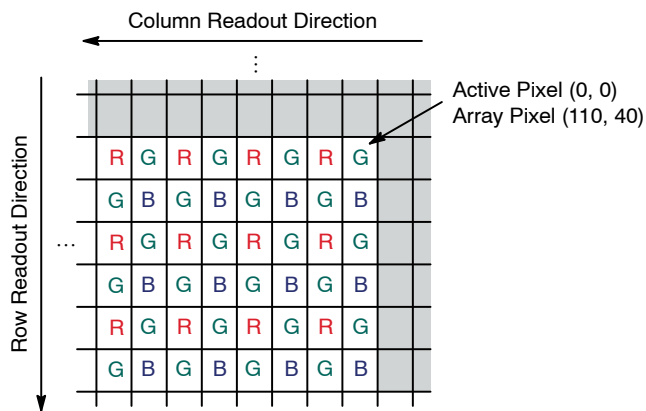 Column Readout Direction
...
Active Pixel (0, 0)
Array Pixel (110, 40)
Row Readout Direction
R G R G R G R G
G B G B G B G B
...
R G R G R G R G
G B G B G B G B
R G R G R G R G
G B G B G B G B